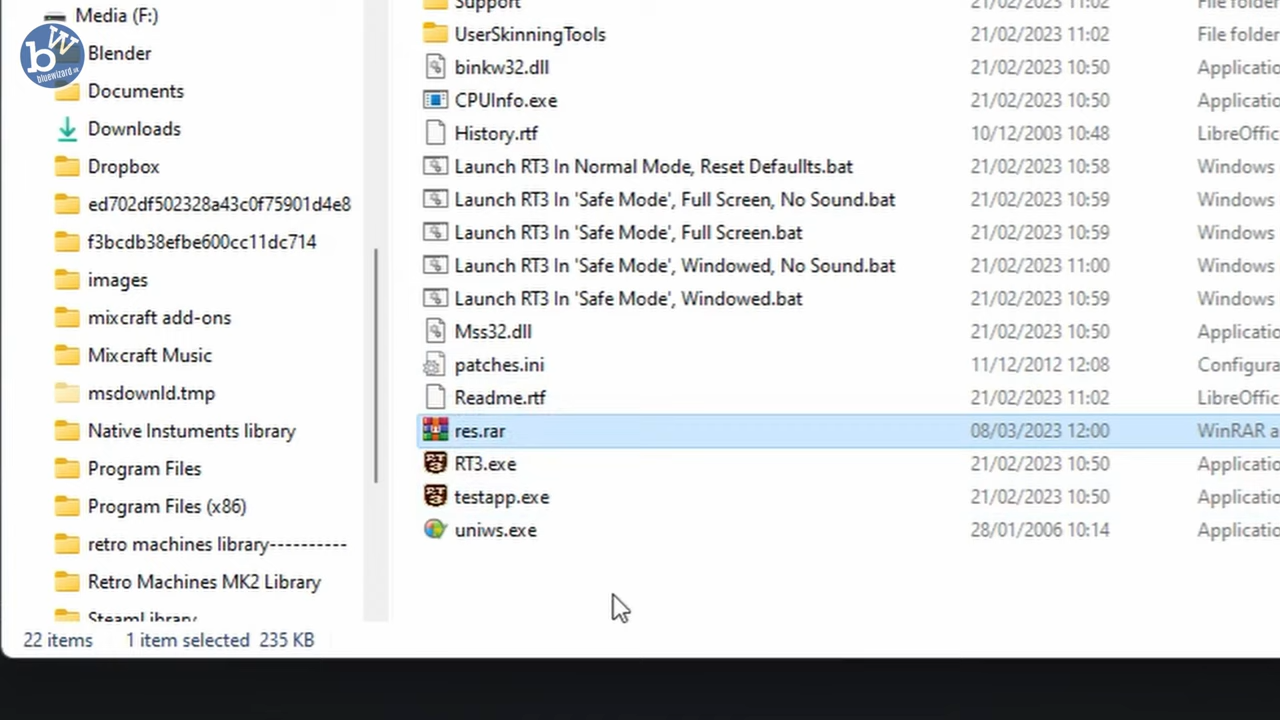 Media (F:)
Blender
Documents
Downloads
Dropbox
ed702df502328a43c0f75901d4e8
f3bcdb38efbe600cc11dc714
images
mixcraft add-ons
Mixcraft Music
msdownld.tmp
Native Instuments library
Program Files
Program Files (x86)
retro machines library----------
Retro Machines MK2 Library
SteamLibrary
22 items 1 item selected 235 KB
Support 21/02/2023 11:02 File folder
UserSkinningTools 21/02/2023 11:02 File folder
binkw32.dll 21/02/2023 10:50 Applicatio
CPUInfo.exe 21/02/2023 10:50 Applicatio
History.rtf 10/12/2003 10:48 LibreOffic
Launch RT3 In Normal Mode, Reset Defaullts.bat 21/02/2023 10:58 Windows
Launch RT3 In 'Safe Mode', Full Screen, No Sound.bat 21/02/2023 10:59 Windows
Launch RT3 In 'Safe Mode', Full Screen.bat 21/02/2023 10:59 Windows
Launch RT3 In 'Safe Mode', Windowed, No Sound.bat 21/02/2023 11:00 Windows
Launch RT3 In 'Safe Mode', Windowed.bat 21/02/2023 10:59 Windows
Mss32.dll 21/02/2023 10:50 Applicatio
patches.ini 11/12/2012 12:08 Configura
Readme.rtf 21/02/2023 11:02 LibreOffic
res.rar 08/03/2023 12:00 WinRAR a
RT3.exe 21/02/2023 10:50 Applicatio
testapp.exe 21/02/2023 10:50 Applicatio
uniws.exe 28/01/2006 10:14 Applicatio
bw